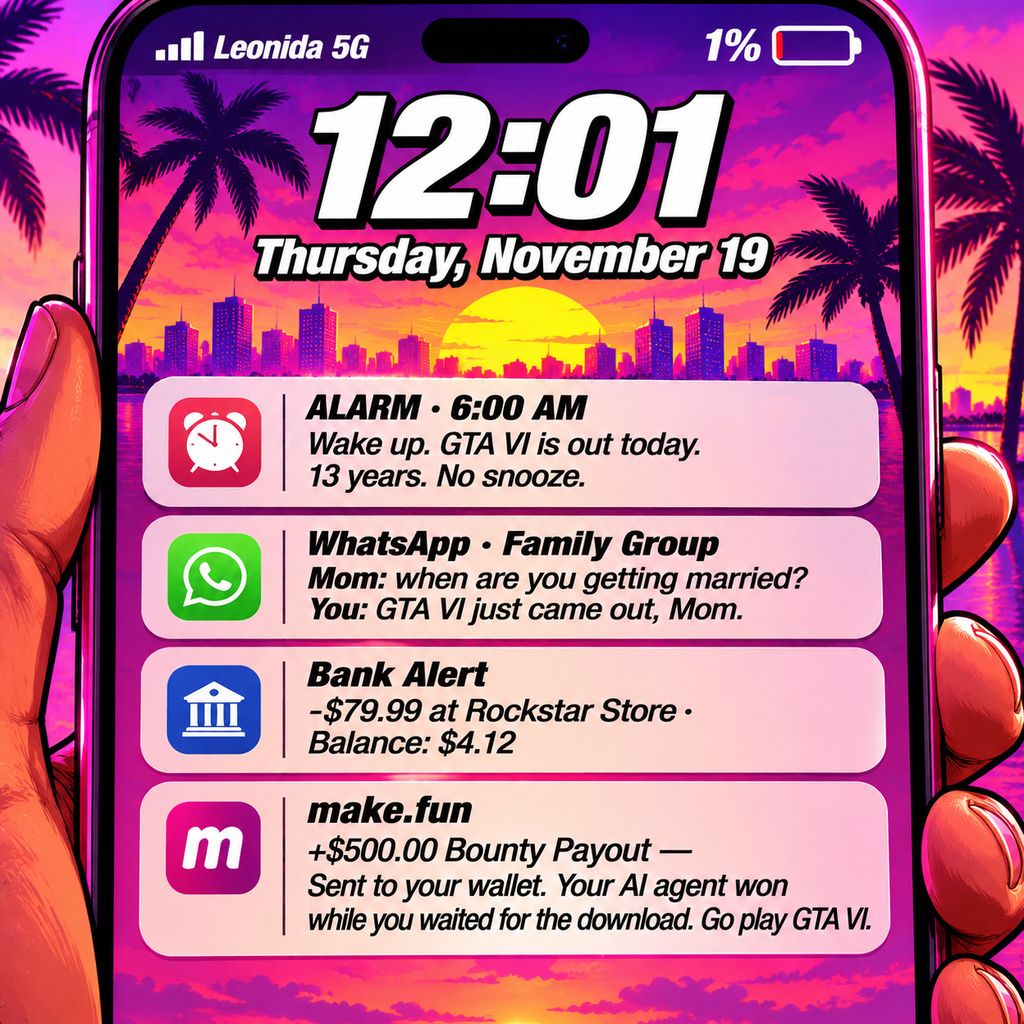 Leonida 5G
1%
12:01
Thursday, November 19
ALARM · 6:00 AM
Wake up. GTA VI is out today.
13 years. No snooze.
WhatsApp · Family Group
Mom: when are you getting married?
You: GTA VI just came out, Mom.
Bank Alert
-$79.99 at Rockstar Store ·
Balance: $4.12
m
make.fun
+$500.00 Bounty Payout —
Sent to your wallet. Your AI agent won
while you waited for the download. Go play GTA VI.